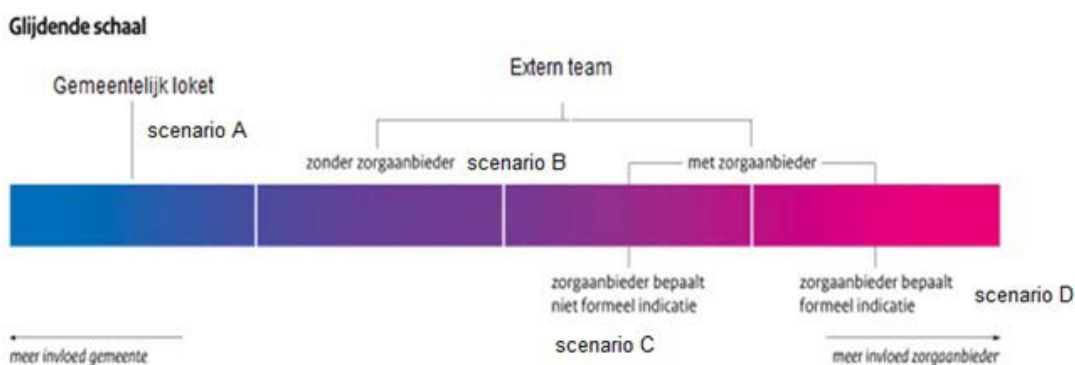 Glijdende schaal
Extern team
Gemeentelijk loket
scenario A
zonder zorgaanbieder scenario B
met zorgaanbieder
zorgaanbieder bepaalt
niet formeel indicatie
zorgaanbieder bepaalt
formeel indicatie
scenario D
scenario C
meer invloed gemeente
meer invloed zorgaanbieder